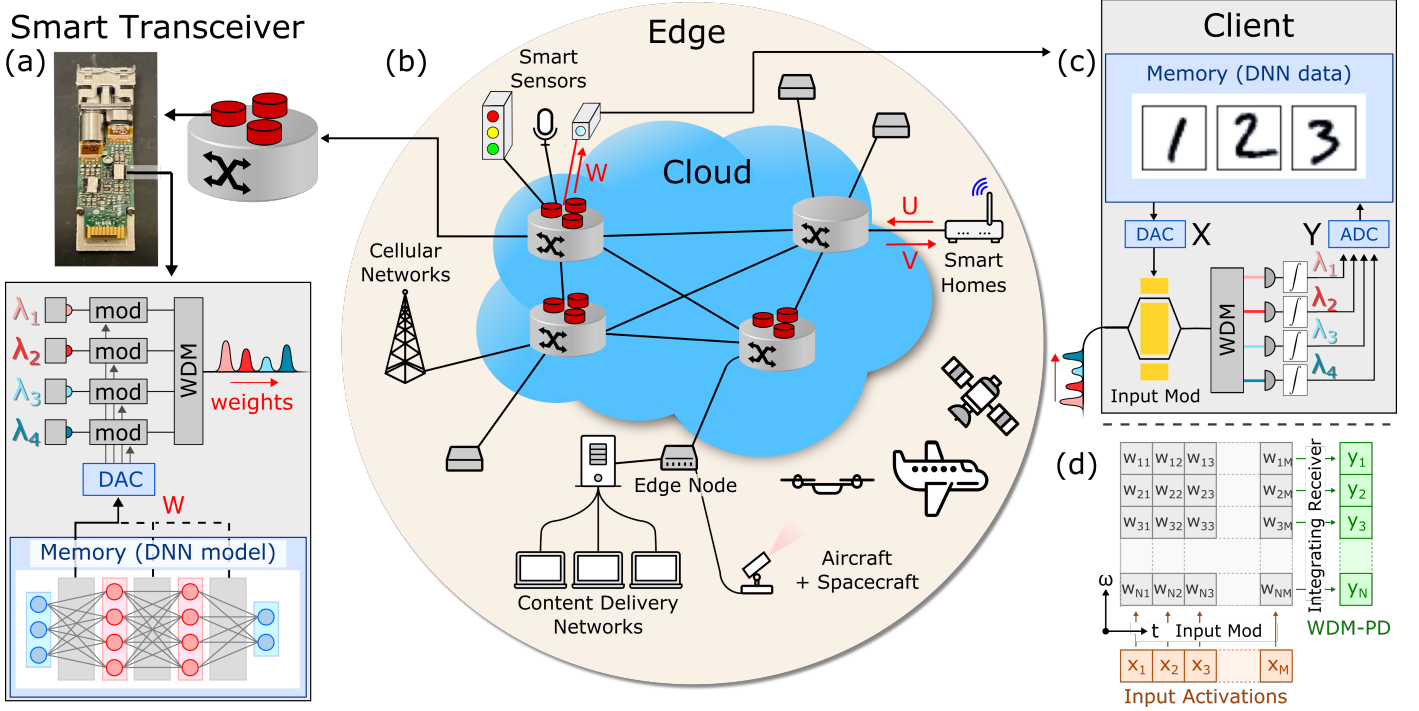 Smart Transceiver
(a)
λ1
mod
λ2
mod
λ3
mod
λ4
mod
WDM
weights
DAC
W
Memory (DNN model)
(b)
Edge
Smart
Sensors
W
Cloud
U
V
Smart
Homes
Cellular
Networks
Edge Node
Content Delivery
Networks
Aircraft
+ Spacecraft
Client
(c)
Memory (DNN data)
1 2 3
DAC
X
Y
ADC
Input Mod
WDM
∫
λ1
∫
λ2
∫
λ3
∫
λ4
(d)
w11 w12 w13 w1M
w21 w22 w23 w2M
w31 w32 w33 w3M
wN1 wN2 wN3 wNM
Integrating Receiver
y1
y2
y3
yN
ω
t
Input Mod
WDM-PD
x1 x2 x3 xM
Input Activations